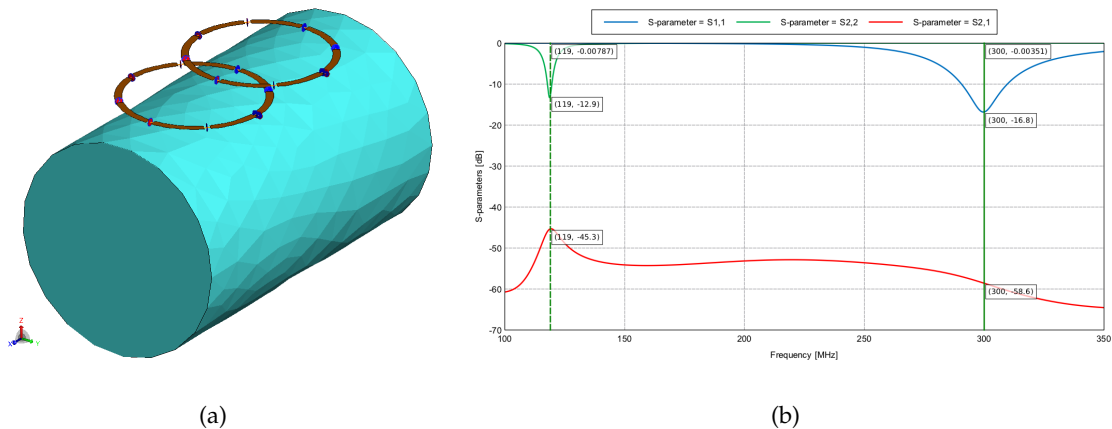 S-parameter = S1,1 S-parameter = S2,2 S-parameter = S2,1
0
-10
-20
-30
-40
-50
-60
-70
S-parameters [dB]
(119, -0.00787)
(300, -0.00351)
(119, -12.9)
(300, -16.8)
(119, -45.3)
(300, -58.6)
100 150 200 250 300 350
Frequency [MHz]
Z
X Y
(a) (b)